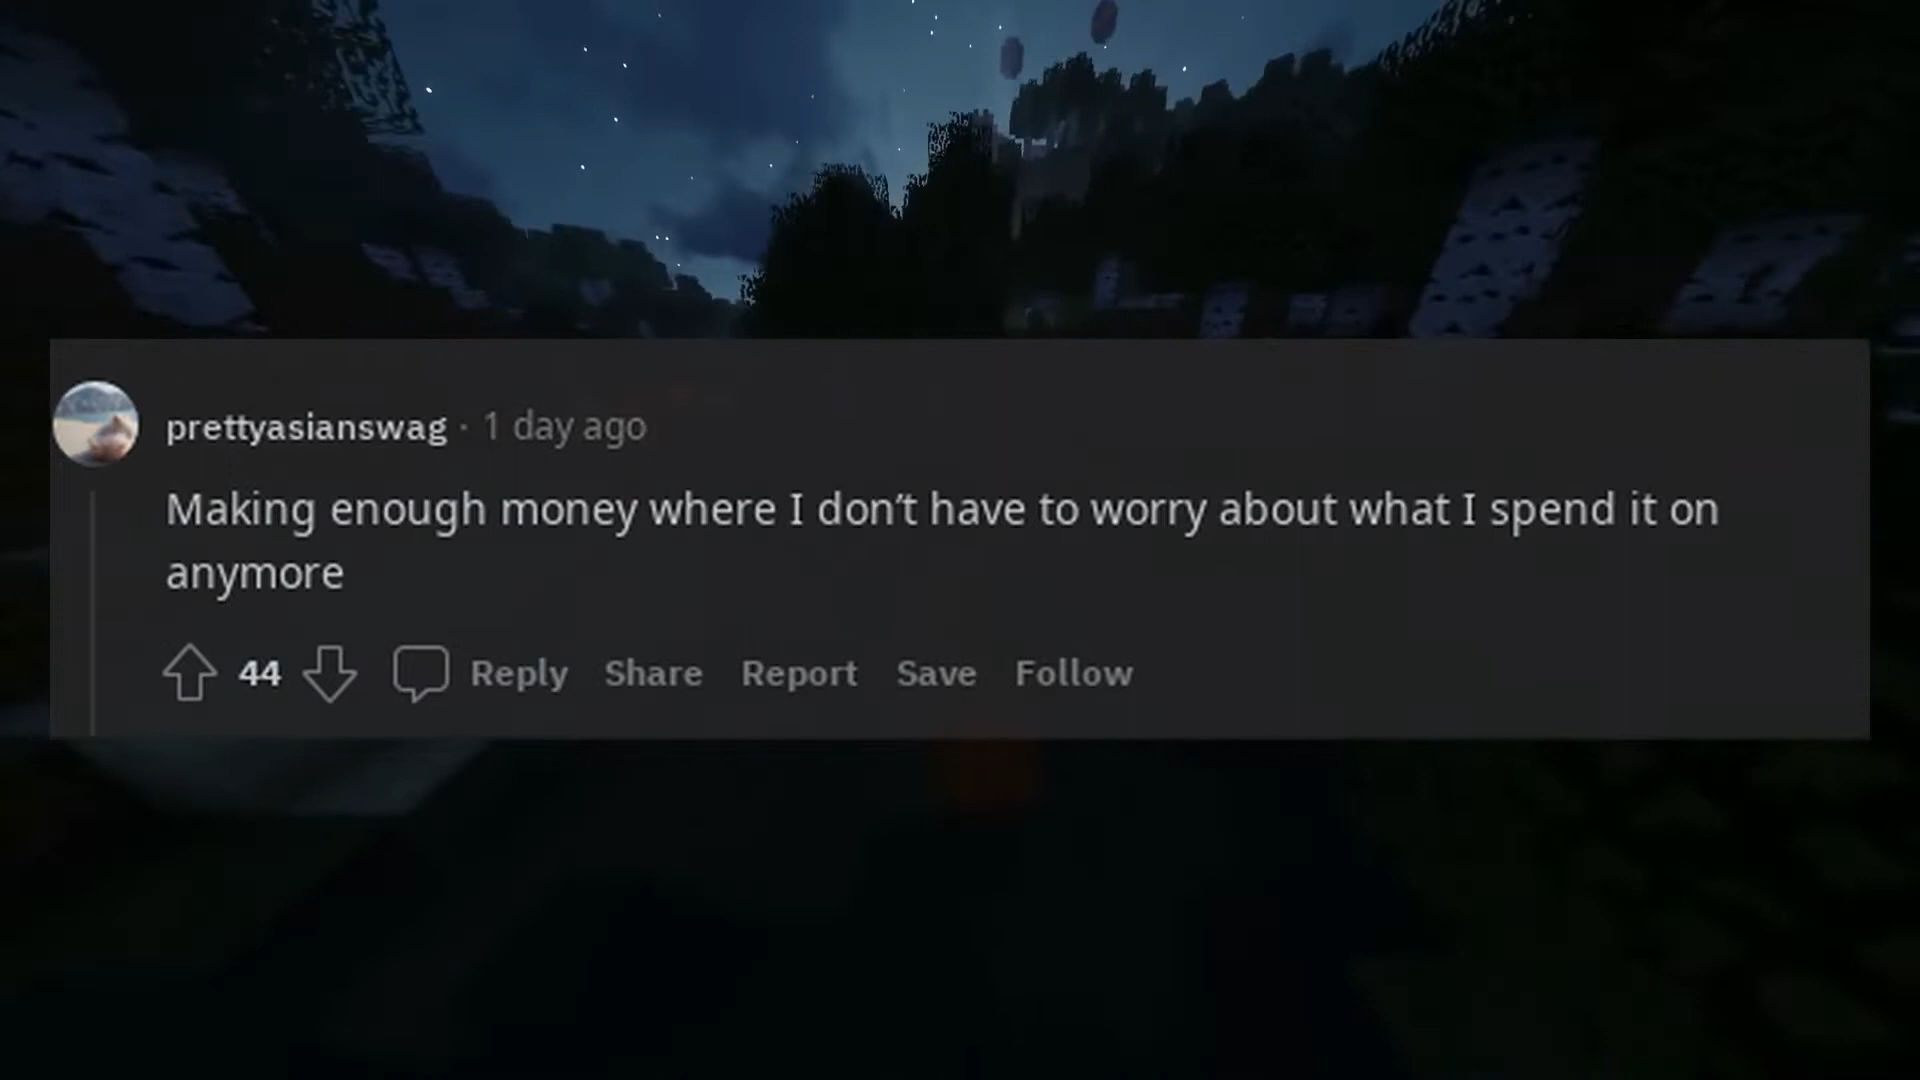 prettyasianswag · 1 day ago
Making enough money where I don’t have to worry about what I spend it on
anymore
44 Reply Share Report Save Follow